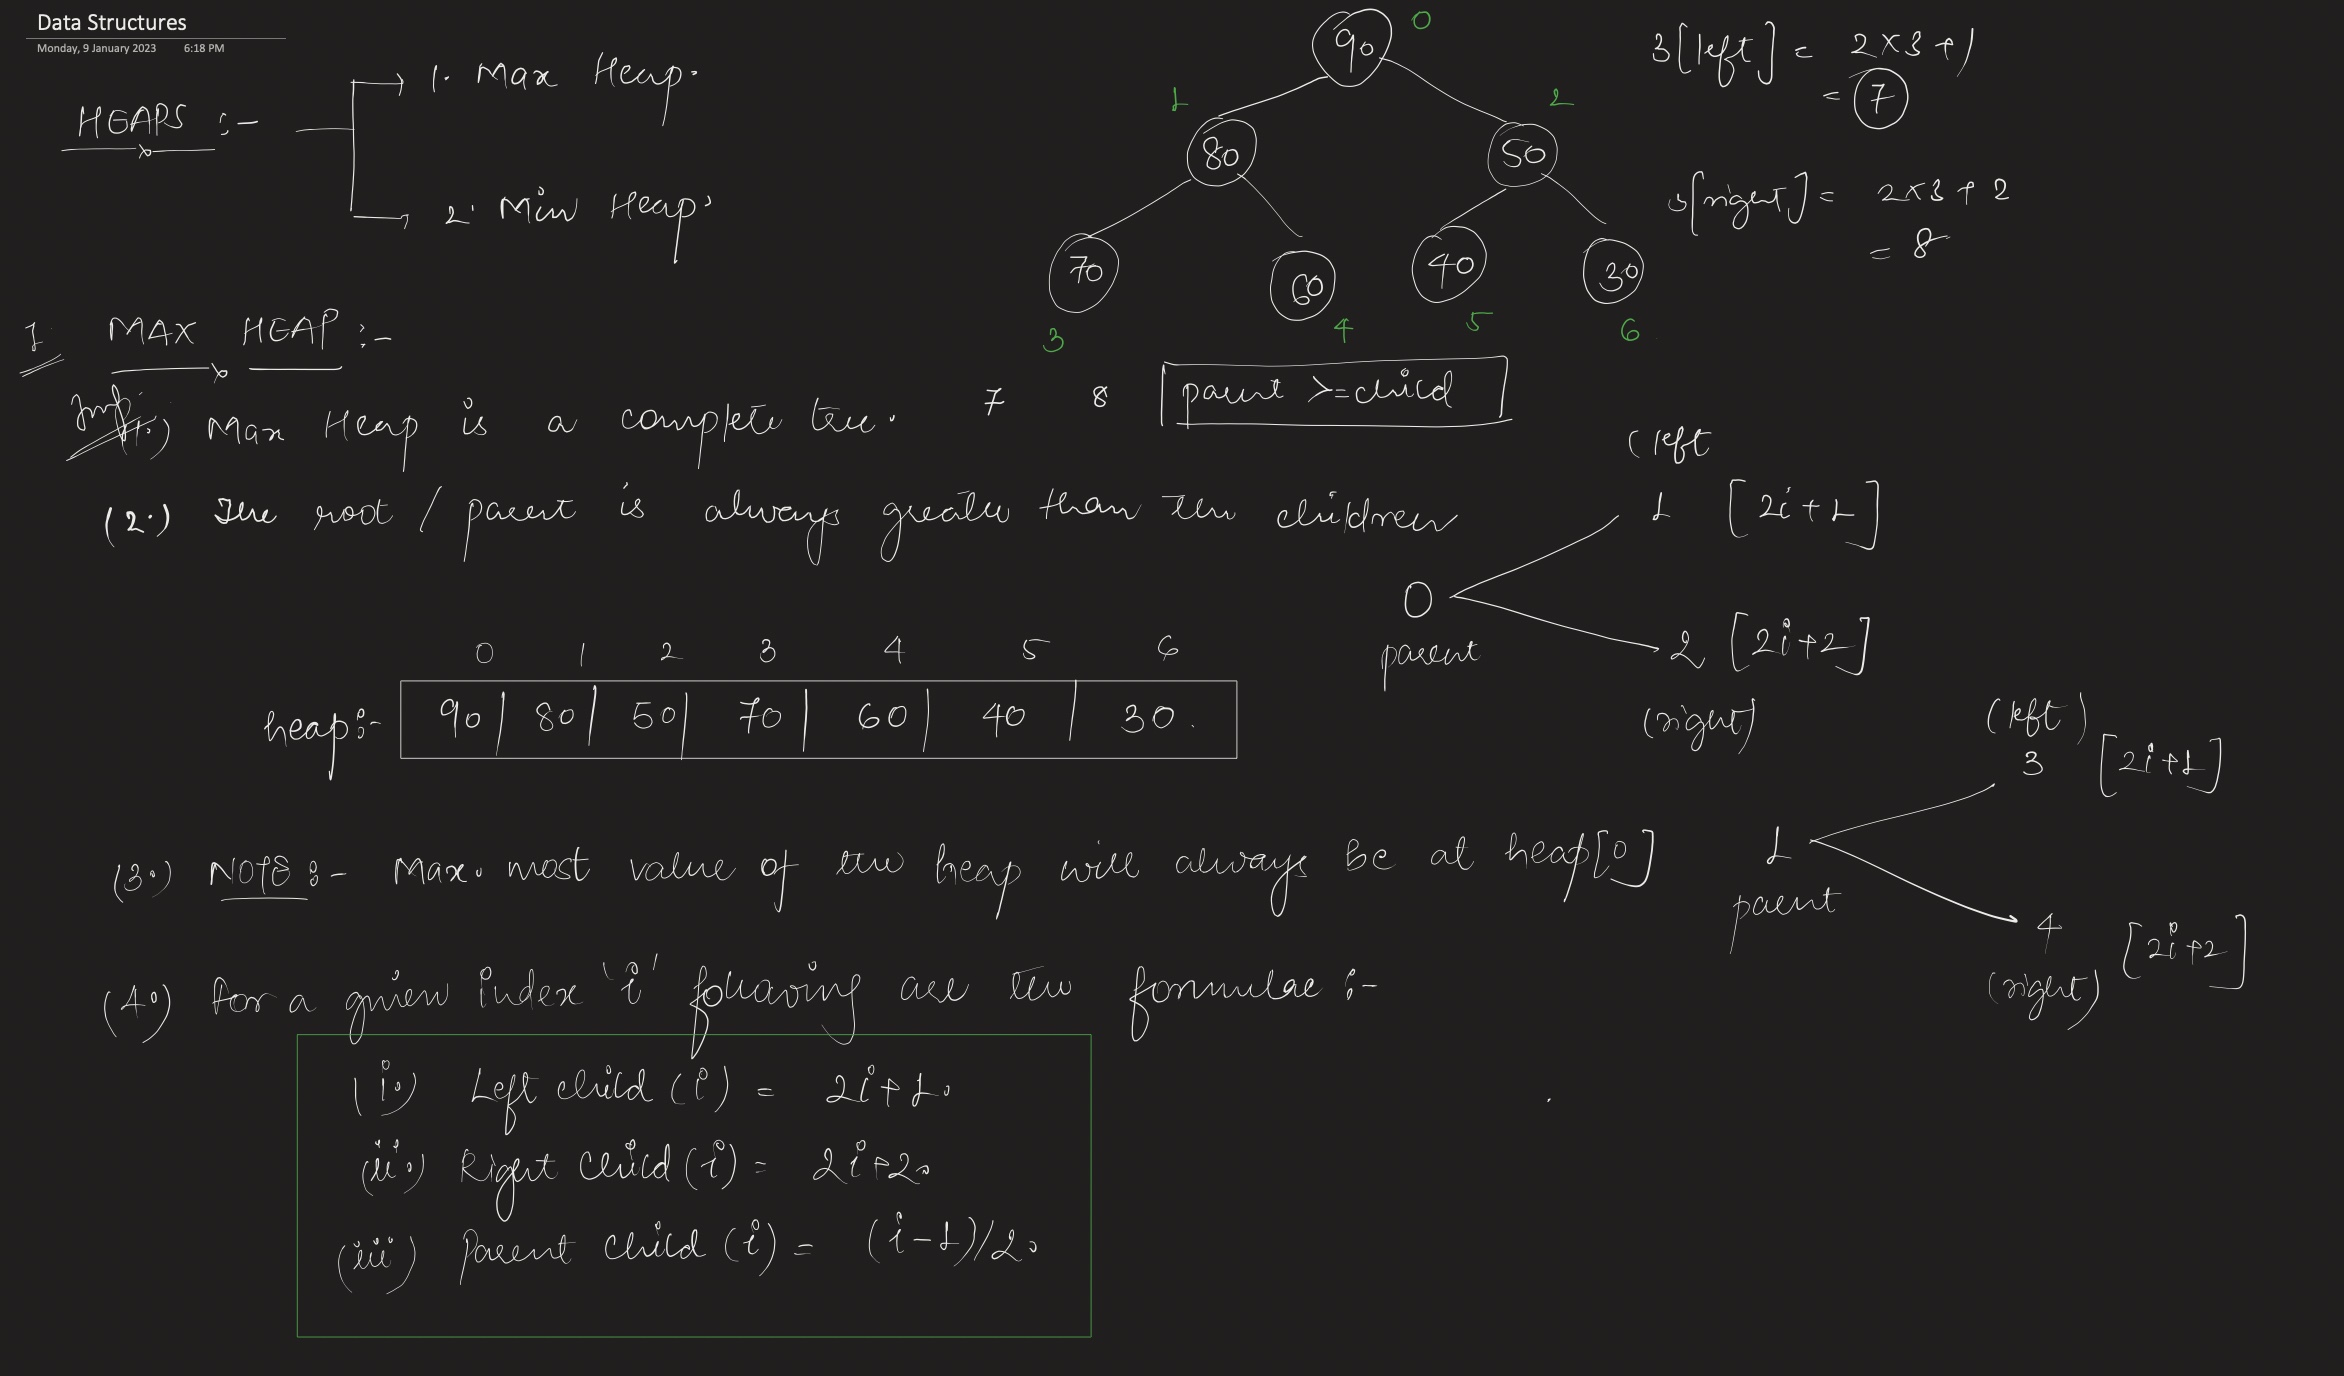 Data Structures
Monday, 9 January 2023 6:18 PM
HEAPS :-
1. Max Heap.
2. Min Heap.
90 0
1 2
80 50
70 60 40 30
3 4 5 6
7 8
parent >= child
3[left] = 2x3+1
= 7
3[right] = 2x3+2
= 8
1 MAX HEAP :-
Imp.
(1.) Max Heap is a complete tree.
(2.) The root / parent is always greater than the children
(left
1 [2i+1]
0
parent
2 [2i+2]
(right)
0 1 2 3 4 5 6
heap:- 90 | 80 | 50 | 70 | 60 | 40 | 30.
(left)
3 [2i+1]
1
parent
4 [2i+2]
(right)
(3.) NOTE :- Max. most value of the heap will always be at heap[0]
(4.) For a given index 'i' following are the formulae :-
(i.) Left child (i) = 2i+1.
(ii.) Right child (i) = 2i+2.
(iii) Parent child (i) = (i-1)/2.